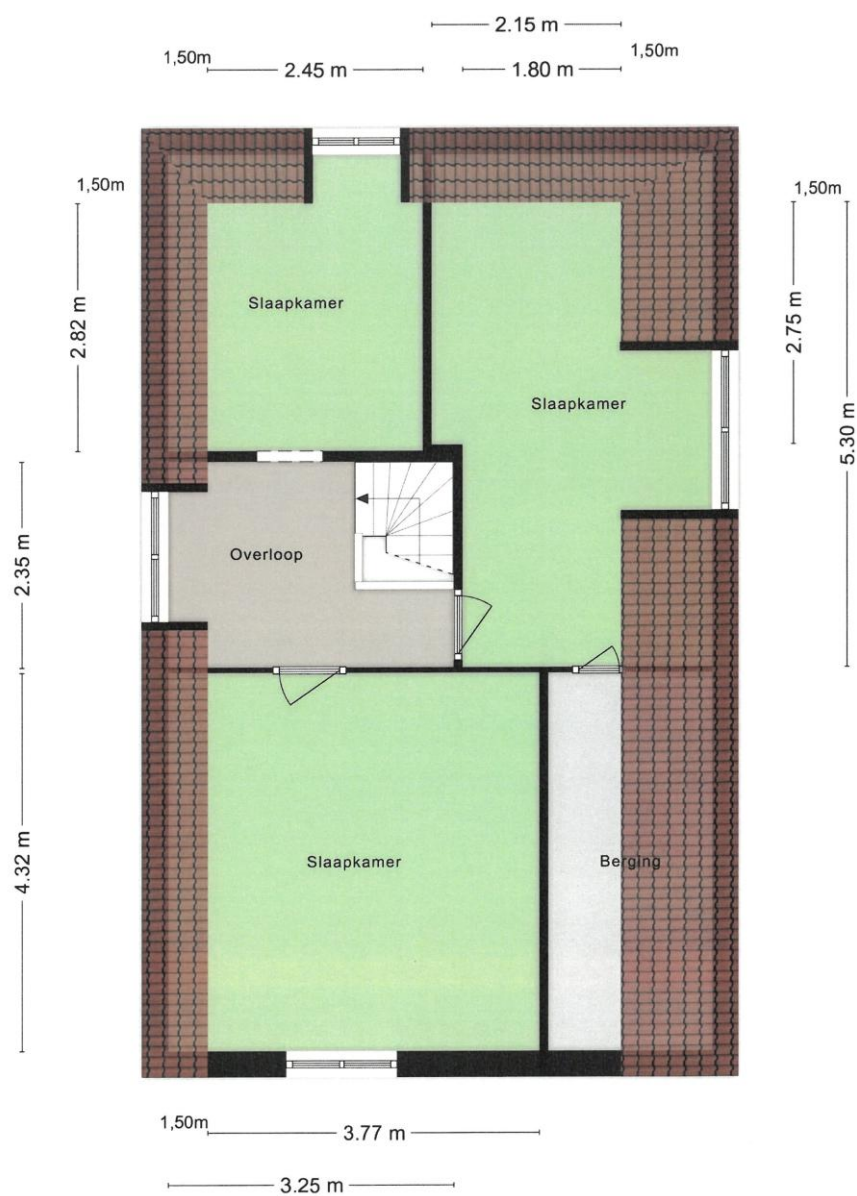 2.15 m
1,50m
1,50m
2.45 m
1.80 m
1,50m
1,50m
Slaapkamer
2.82 m
2.75 m
Slaapkamer
5.30 m
Overloop
2.35 m
Slaapkamer
Berging
4.32 m
1,50m
3.77 m
3.25 m